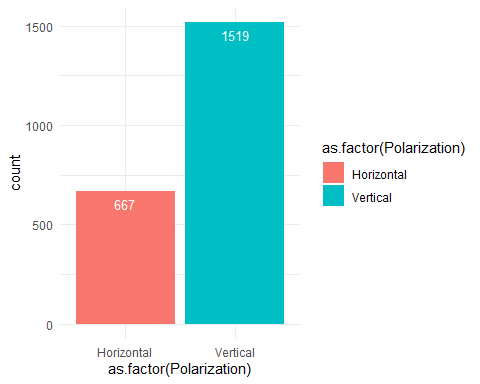 1500
1000
500
0
count
1519
667
Horizontal
Vertical
as.factor(Polarization)
as.factor(Polarization)
Horizontal
Vertical